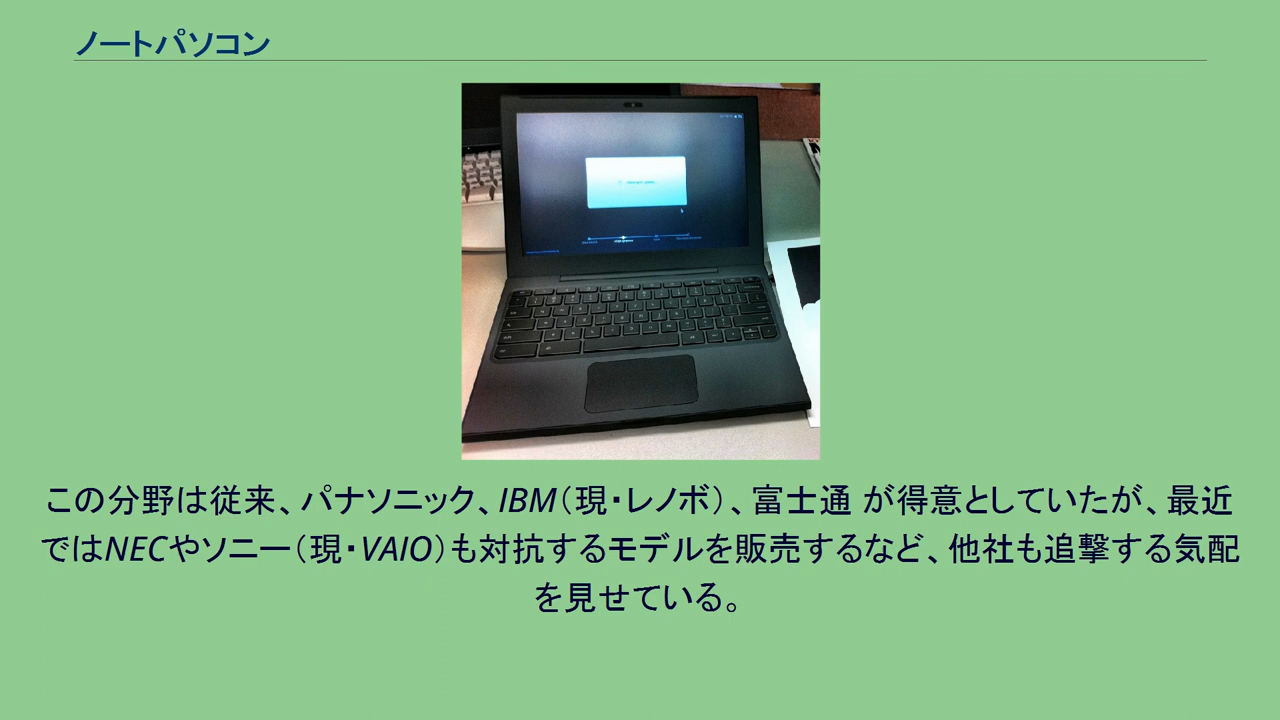 ノートパソコン
この分野は従来、パナソニック、IBM（現・レノボ）、富士通 が得意としていたが、最近
ではNECやソニー（現・VAIO）も対抗するモデルを販売するなど、他社も追撃する気配
を見せている。